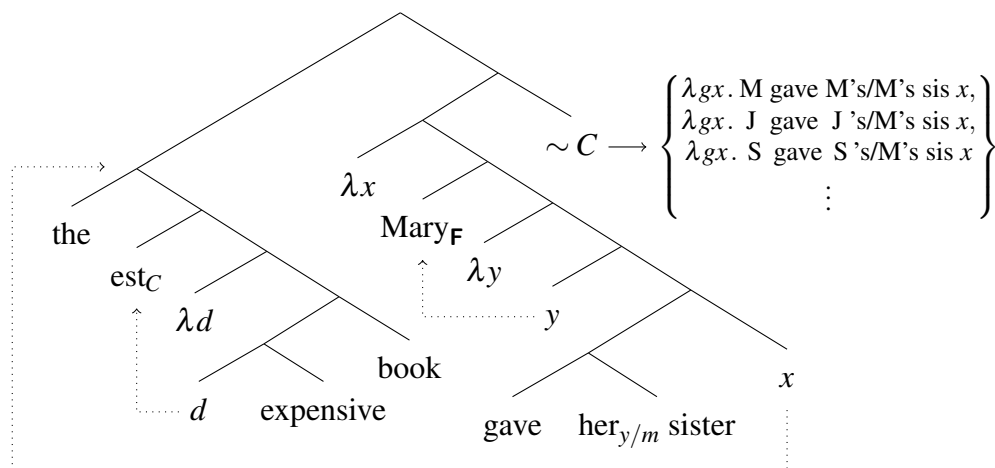 λgx. M gave M's/M's sis x,
λgx. J gave J 's/M's sis x,
∼ C ⟶ λgx. S gave S 's/M's sis x
⋮
λx
the Mary_F
est_C λy
λd y
book x
d expensive gave her_{y/m} sister